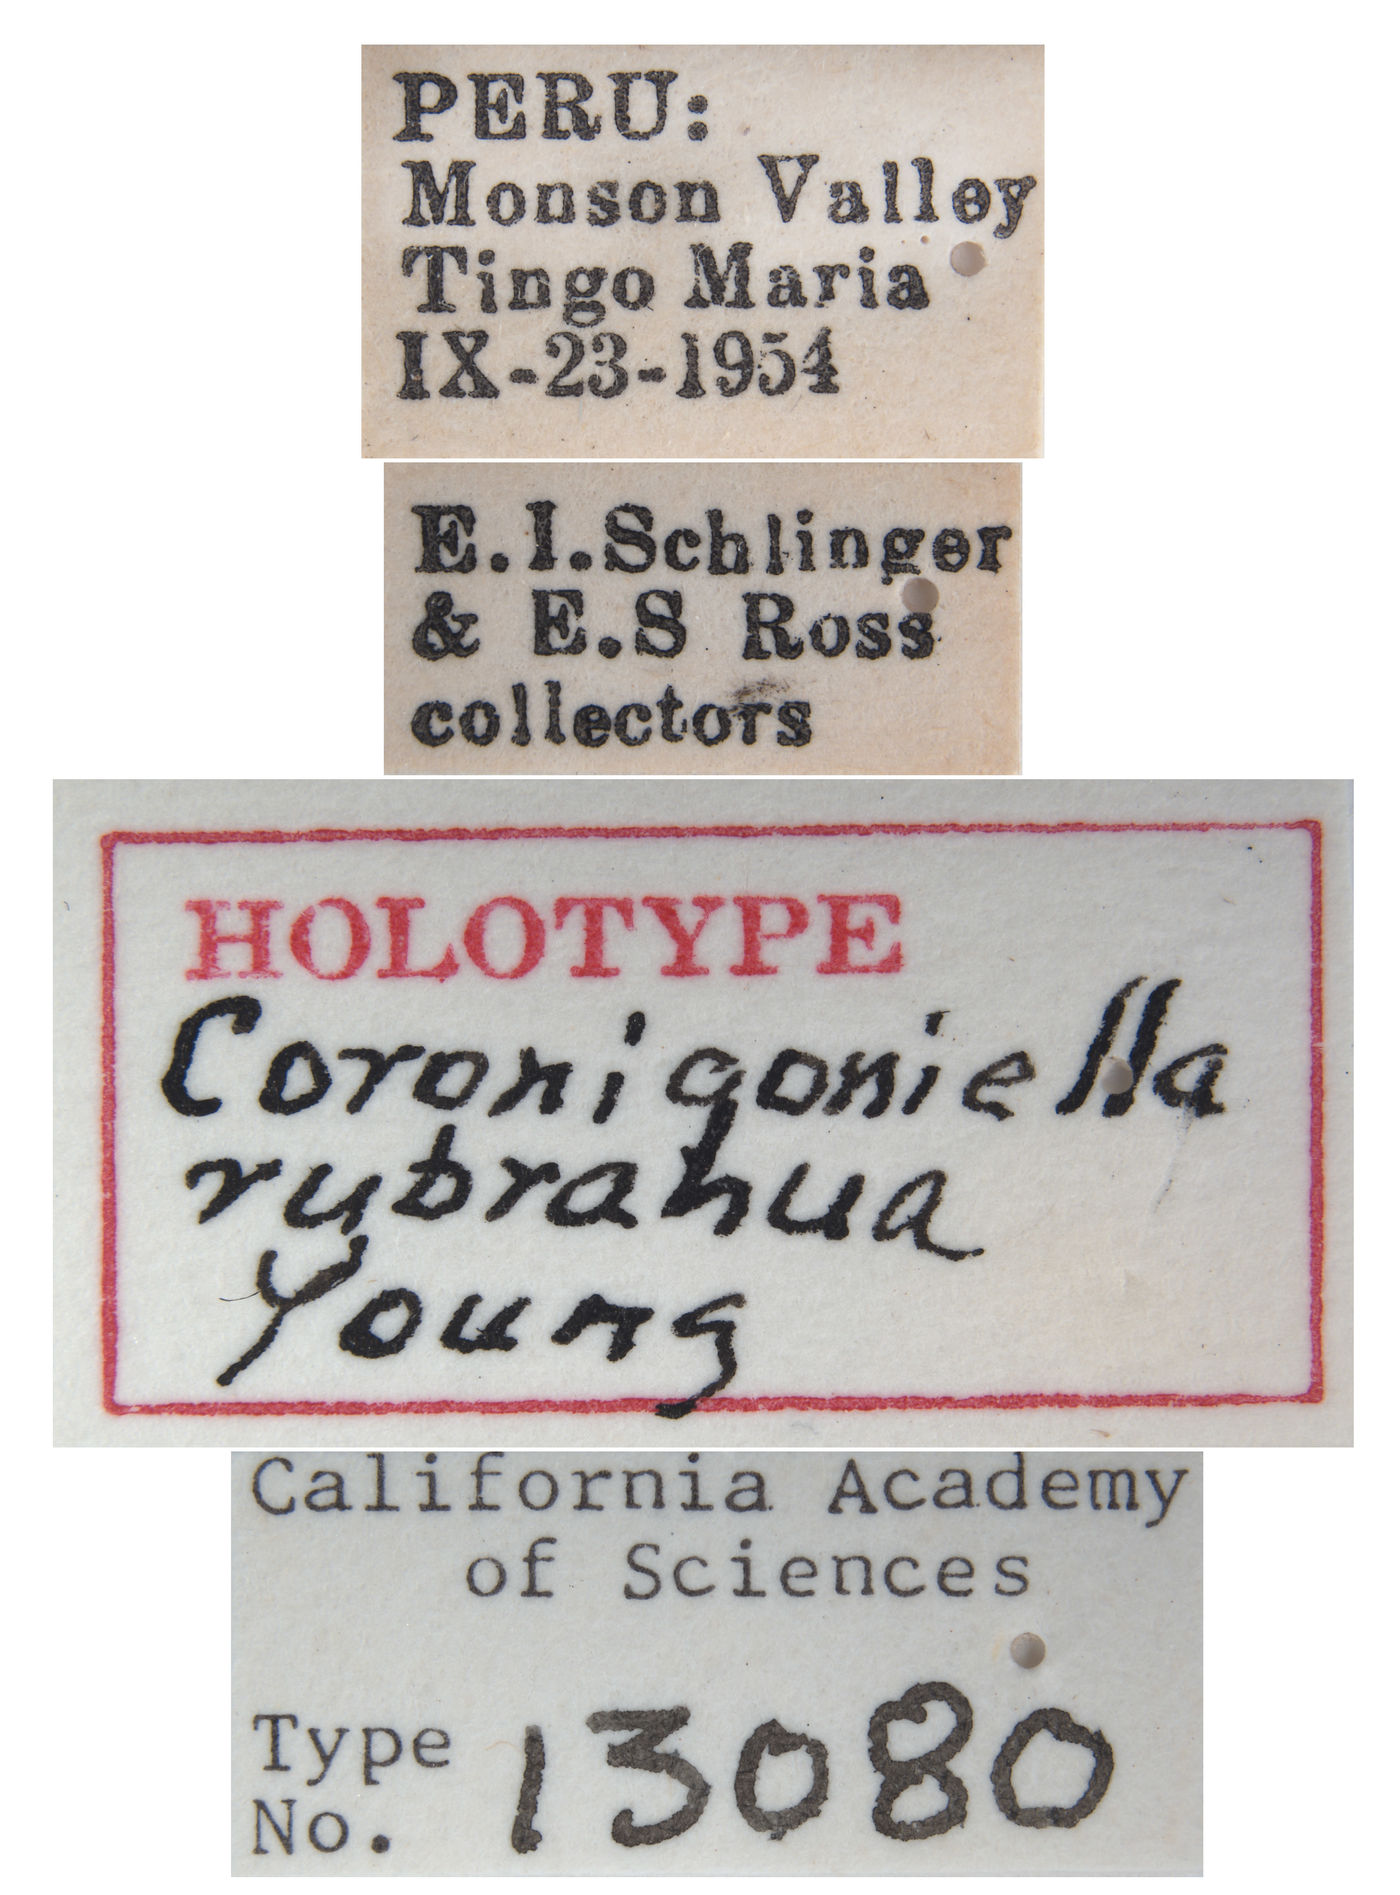 PERU:
Monson Valley
Tingo Maria
IX-23-1954
E.I.Schlinger
& E.S Ross
collectors
HOLOTYPE
Coronigoniella
rubrahua
Young
California Academy
of Sciences
Type
No. 13080